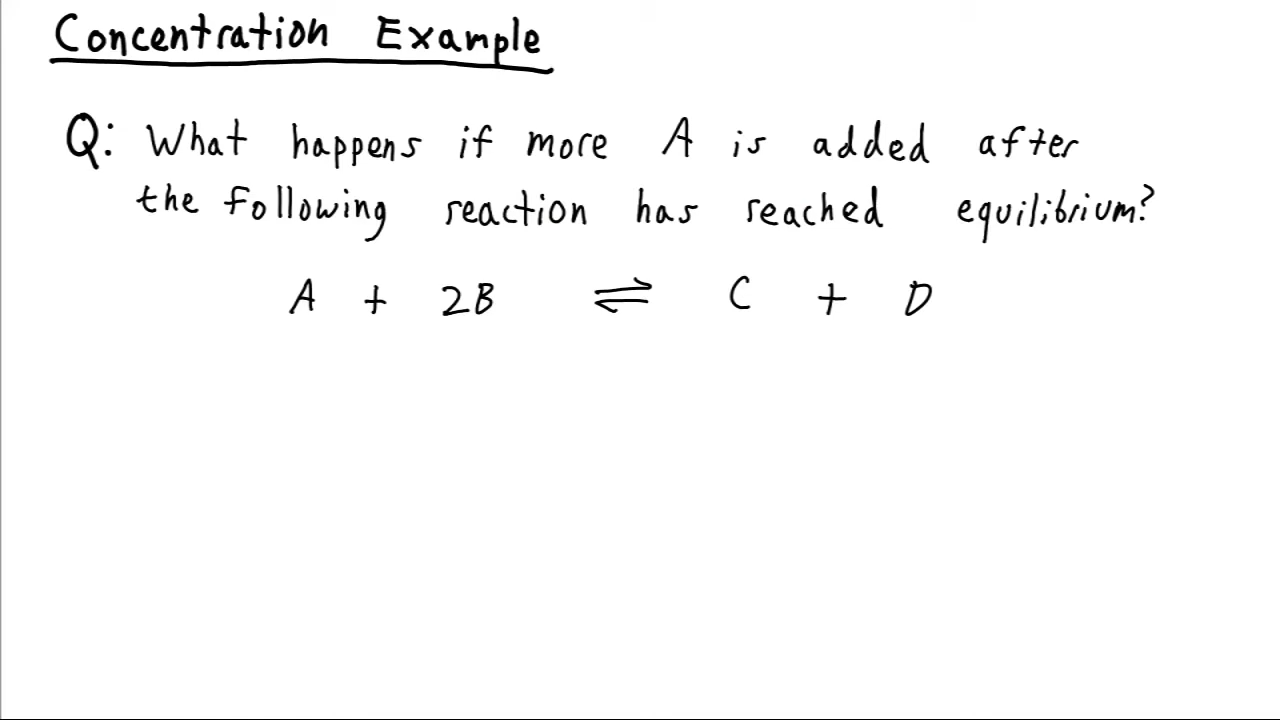 Concentration Example
Q: What happens if more A is added after
the following reaction has reached equilibrium?
A + 2B ⇌ C + D